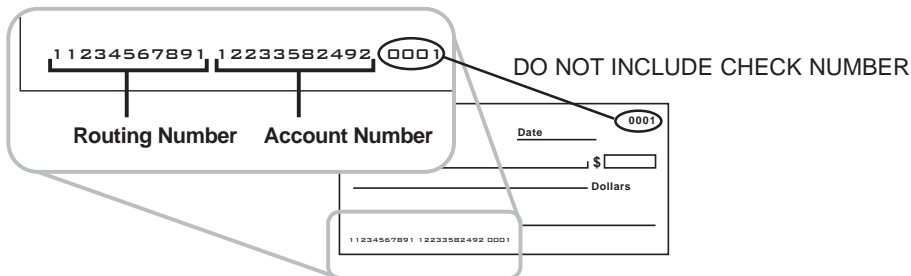 11234567891 12233582492 0001
DO NOT INCLUDE CHECK NUMBER
Routing Number Account Number
0001
Date
$
Dollars
11234567891 12233582492 0001